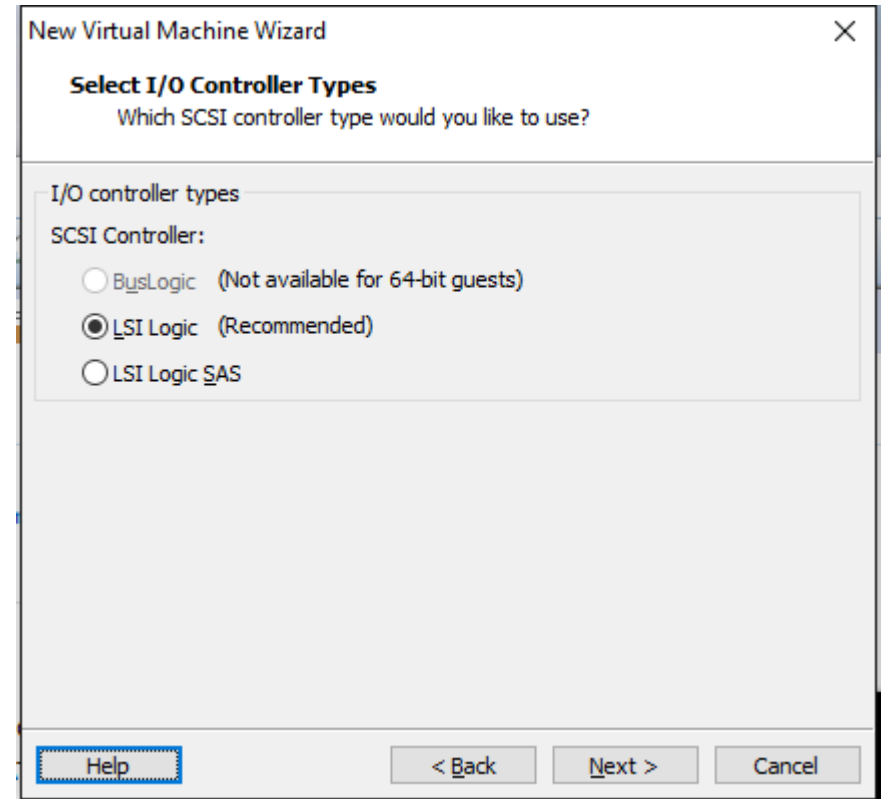 New Virtual Machine Wizard
Select I/O Controller Types
Which SCSI controller type would you like to use?
I/O controller types
SCSI Controller:
BusLogic (Not available for 64-bit guests)
LSI Logic (Recommended)
LSI Logic SAS
Help < Back Next > Cancel